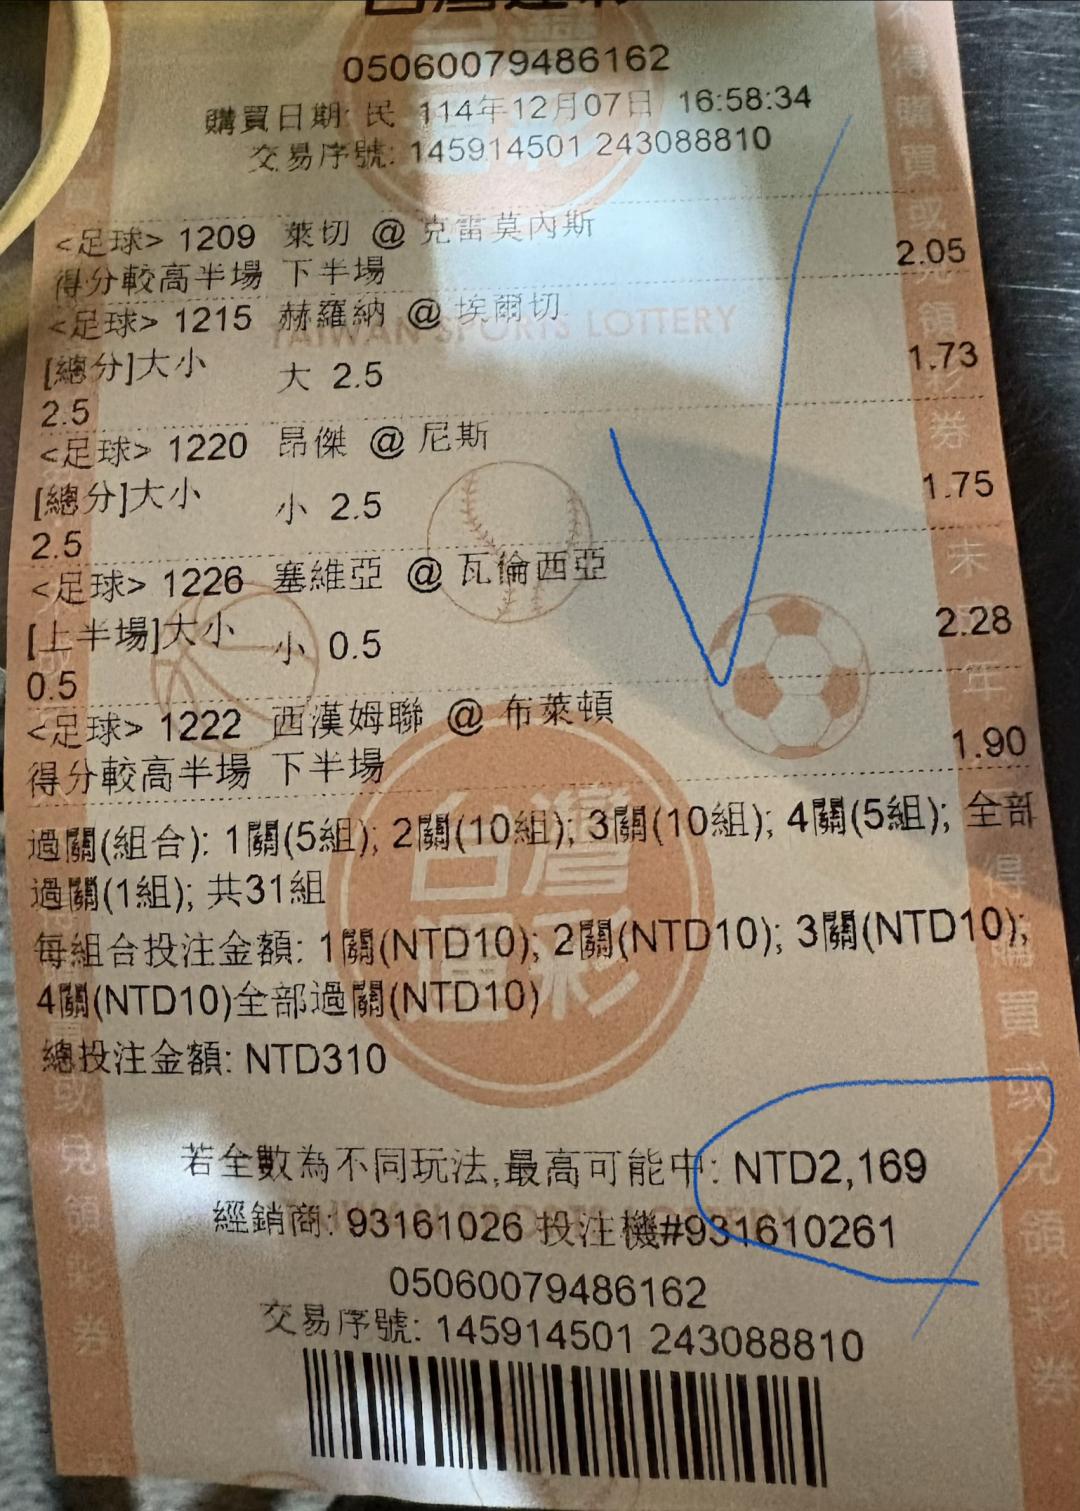 05060079486162
購買日期: 民 114年12月07日 16:58:34
交易序號: 145914501 243088810
<足球> 1209 萊切 @ 克雷莫內斯
得分較高半場 下半場 2.05
<足球> 1215 赫羅納 @ 埃爾切
TAIWAN SPORTS LOTTERY
[總分]大小 大 2.5 1.73
2.5
<足球> 1220 昂傑 @ 尼斯
[總分]大小 小 2.5 1.75
2.5
<足球> 1226 塞維亞 @ 瓦倫西亞
[上半場]大小 小 0.5 2.28
0.5
<足球> 1222 西漢姆聯 @ 布萊頓
得分較高半場 下半場 1.90
過關(組合): 1關(5組); 2關(10組); 3關(10組); 4關(5組); 全部
過關(1組); 共31組
每組合投注金額: 1關(NTD10); 2關(NTD10); 3關(NTD10);
4關(NTD10)全部過關(NTD10)
總投注金額: NTD310
台灣
運彩
若全數為不同玩法,最高可能中: NTD2,169
經銷商: 93161026 投注機#931610261
05060079486162
交易序號: 145914501 243088810